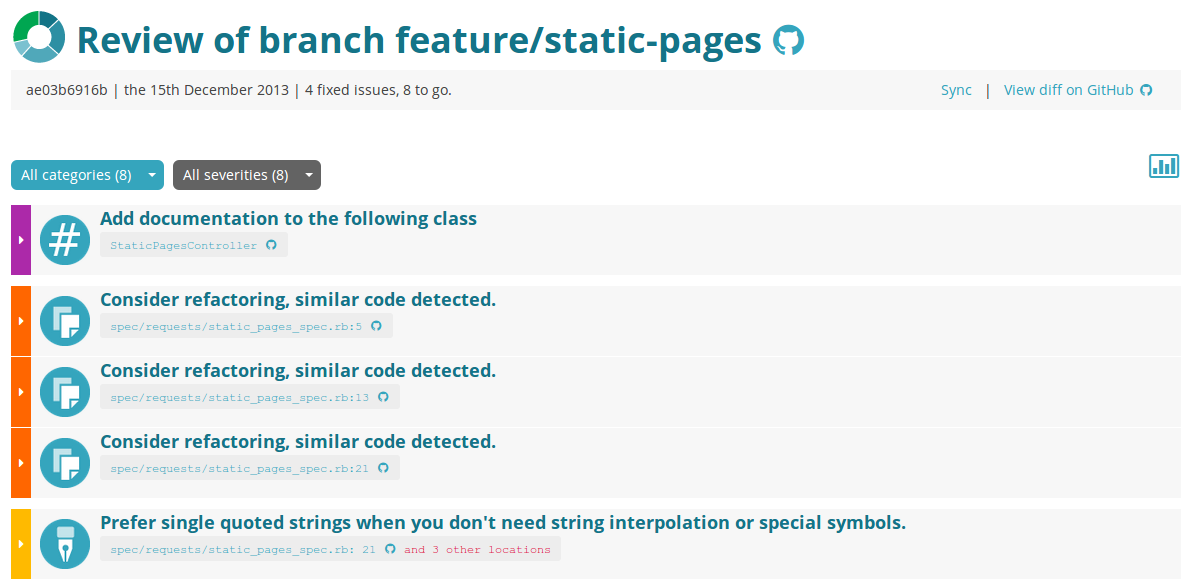 Review of branch feature/static-pages
ae03b6916b | the 15th December 2013 | 4 fixed issues, 8 to go.
Sync | View diff on GitHub
All categories (8) All severities (8)
Add documentation to the following class
StaticPagesController
Consider refactoring, similar code detected.
spec/requests/static_pages_spec.rb:5
Consider refactoring, similar code detected.
spec/requests/static_pages_spec.rb:13
Consider refactoring, similar code detected.
spec/requests/static_pages_spec.rb:21
Prefer single quoted strings when you don't need string interpolation or special symbols.
spec/requests/static_pages_spec.rb: 21 and 3 other locations